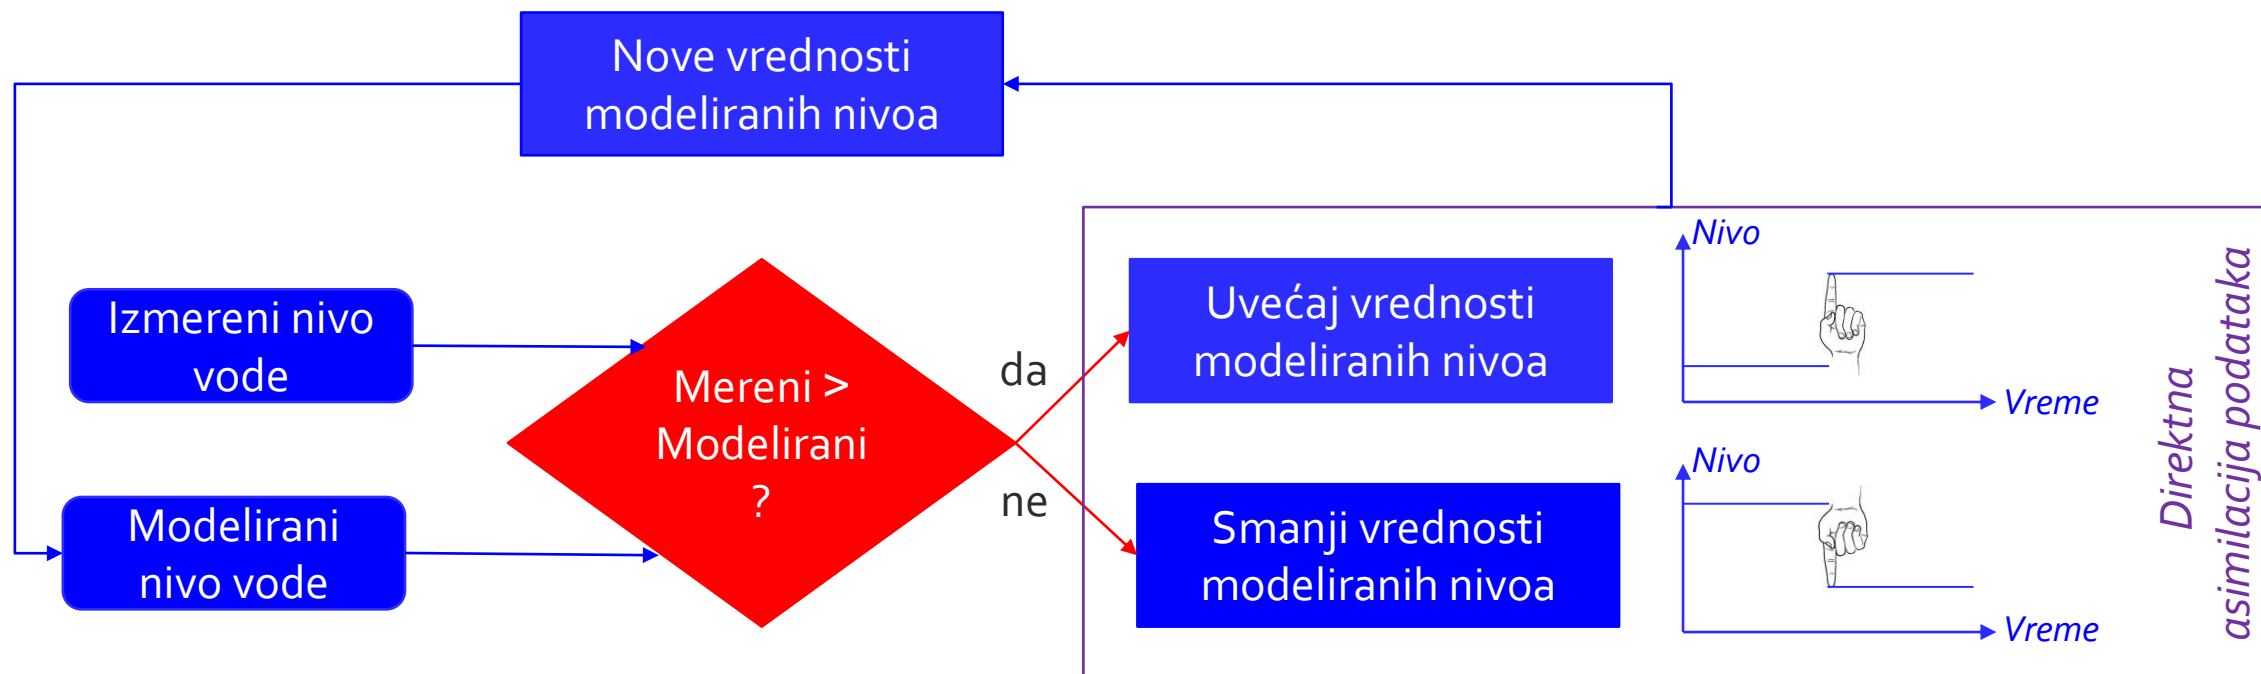 Nove vrednosti
modeliranih nivoa
Izmereni nivo
vode
Modelirani
nivo vode
Mereni >
Modelirani
?
da
ne
Uvećaj vrednosti
modeliranih nivoa
Smanji vrednosti
modeliranih nivoa
Nivo
Vreme
Nivo
Vreme
Direktna
asimilacija podataka